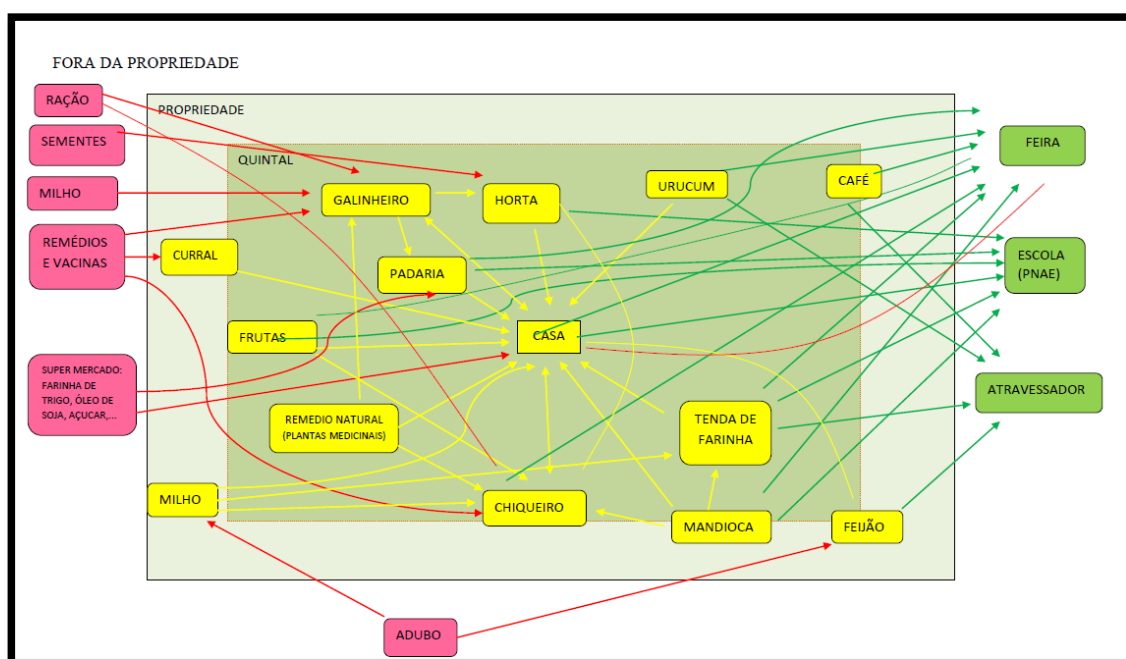 FORA DA PROPRIEDADE
RAÇÃO
PROPRIEDADE
SEMENTES
FEIRA
QUINTAL
CAFÉ
URUCUM
MILHO
GALINHEIRO
HORTA
REMÉDIOS
E VACINAS
CURRAL
ESCOLA
(PNAE)
PADARIA
FRUTAS
CASA
SUPER MERCADO:
FARINHA DE
TRIGO, ÓLEO DE
SOJA, AÇUCAR,...
ATRAVESSADOR
REMEDIO NATURAL
(PLANTAS MEDICINAIS)
TENDA DE
FARINHA
MILHO
CHIQUEIRO
MANDIOCA
FEIJÃO
ADUBO